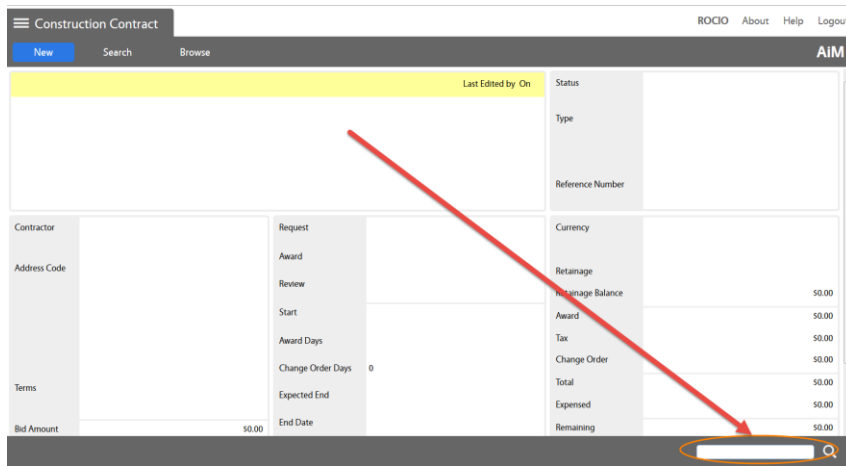 Construction Contract
ROCIO About Help Logout
New Search Browse
AiM
Last Edited by On
Status
Type
Reference Number
Contractor
Address Code
Terms
Bid Amount $0.00
Request
Award
Review
Start
Award Days
Change Order Days 0
Expected End
End Date
Currency
Retainage
Retainage Balance $0.00
Award $0.00
Tax $0.00
Change Order $0.00
Total $0.00
Expensed $0.00
Remaining $0.00